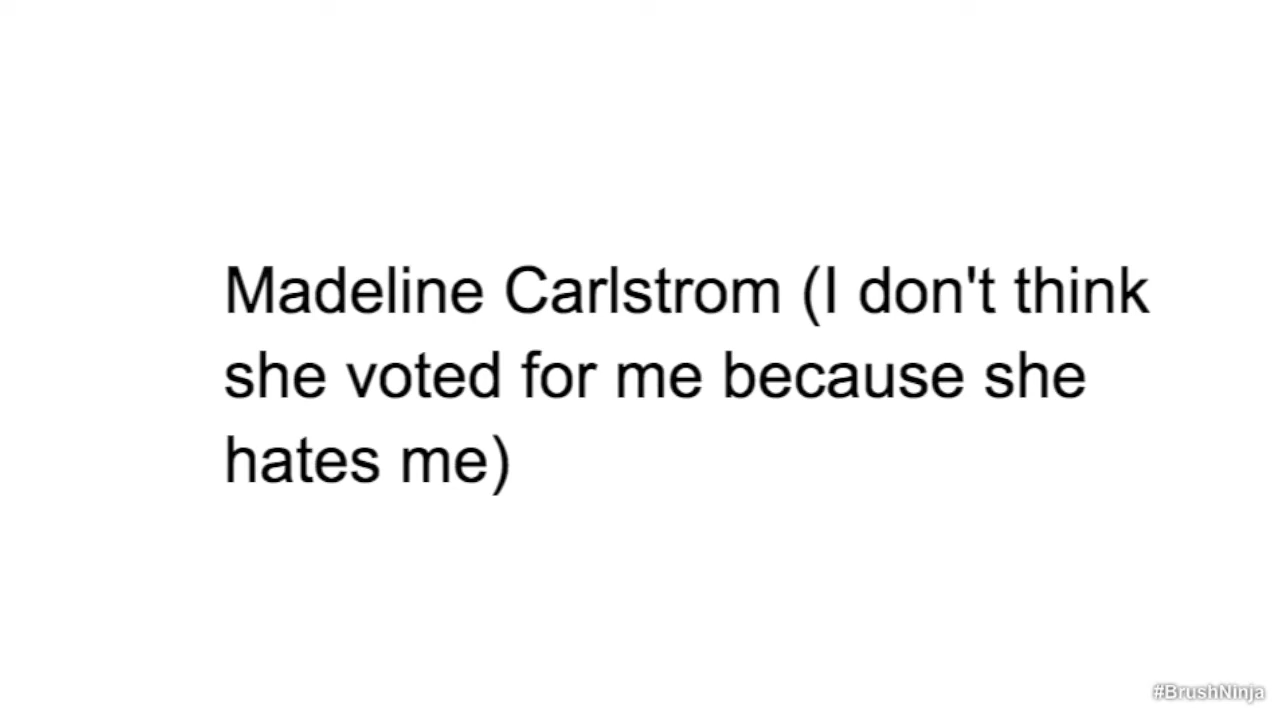 Madeline Carlstrom (I don't think
she voted for me because she
hates me)
#BrushNinja